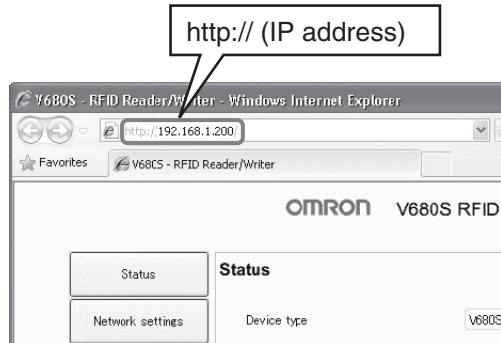 http:// (IP address)
V680S - RFID Reader/Writer - Windows Internet Explorer
http://192.168.1.200/
Favorites
V680S - RFID Reader/Writer
OMRON V680S RFID
Status
Status
Network settings
Device type
V680S